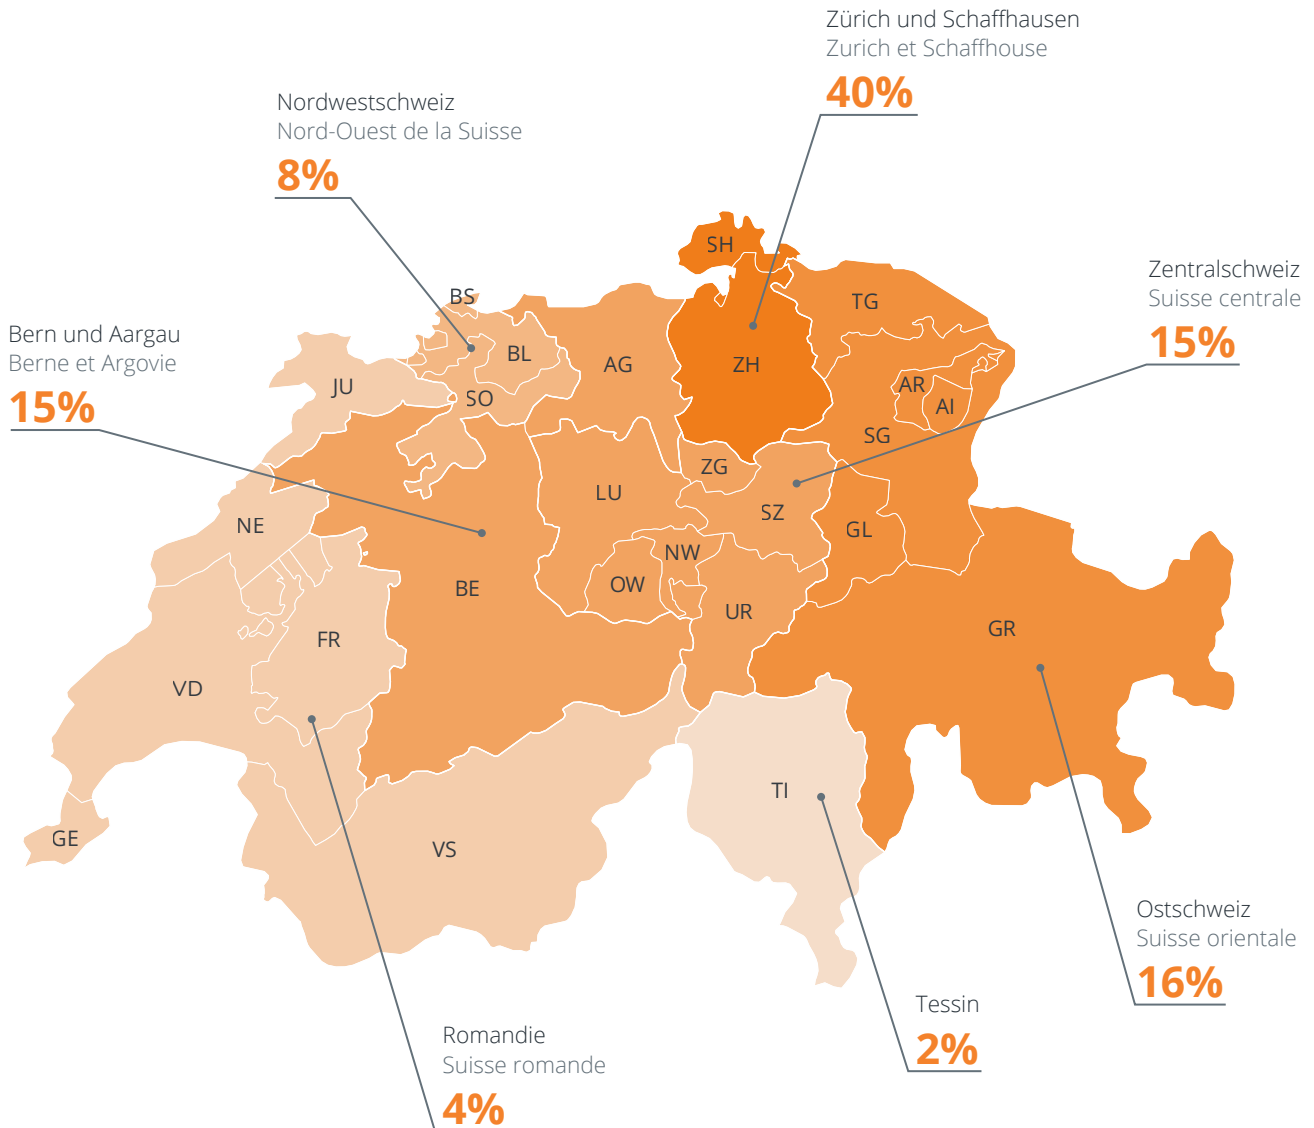 Zürich und Schaffhausen
Zurich et Schaffhouse
40%
Nordwestschweiz
Nord-Ouest de la Suisse
8%
Zentralschweiz
Suisse centrale
15%
Bern und Aargau
Berne et Argovie
15%
SH
BS
TG
BL
AG
ZH
JU
SO
AR
AI
SG
ZG
LU
SZ
NE
GL
NW
OW
BE
UR
FR
GR
VD
TI
GE
VS
Ostschweiz
Suisse orientale
16%
Tessin
2%
Romandie
Suisse romande
4%